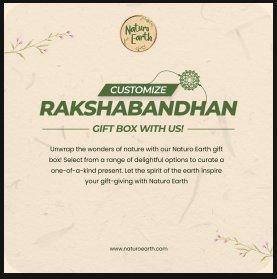 Naturo
Earth
CUSTOMIZE
RAKSHABANDHAN
GIFT BOX WITH US!
Unwrap the wonders of nature with our Naturo Earth gift
box! Select from a range of delightful options to curate a
one-of-a-kind present. Let the spirit of the earth inspire
your gift-giving with Naturo Earth
www.naturoearth.com